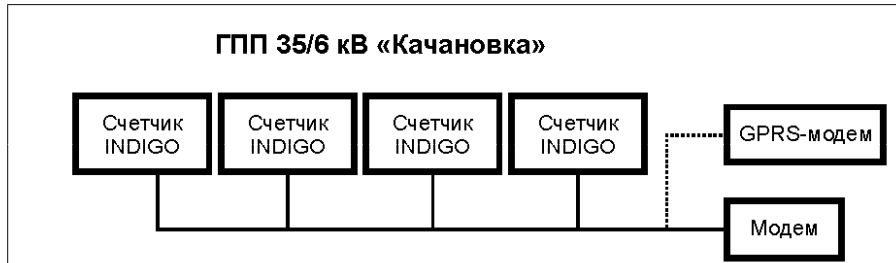 ГПП 35/6 кВ «Качановка»
Счетчик
INDIGO
Счетчик
INDIGO
Счетчик
INDIGO
Счетчик
INDIGO
GPRS-модем
Модем